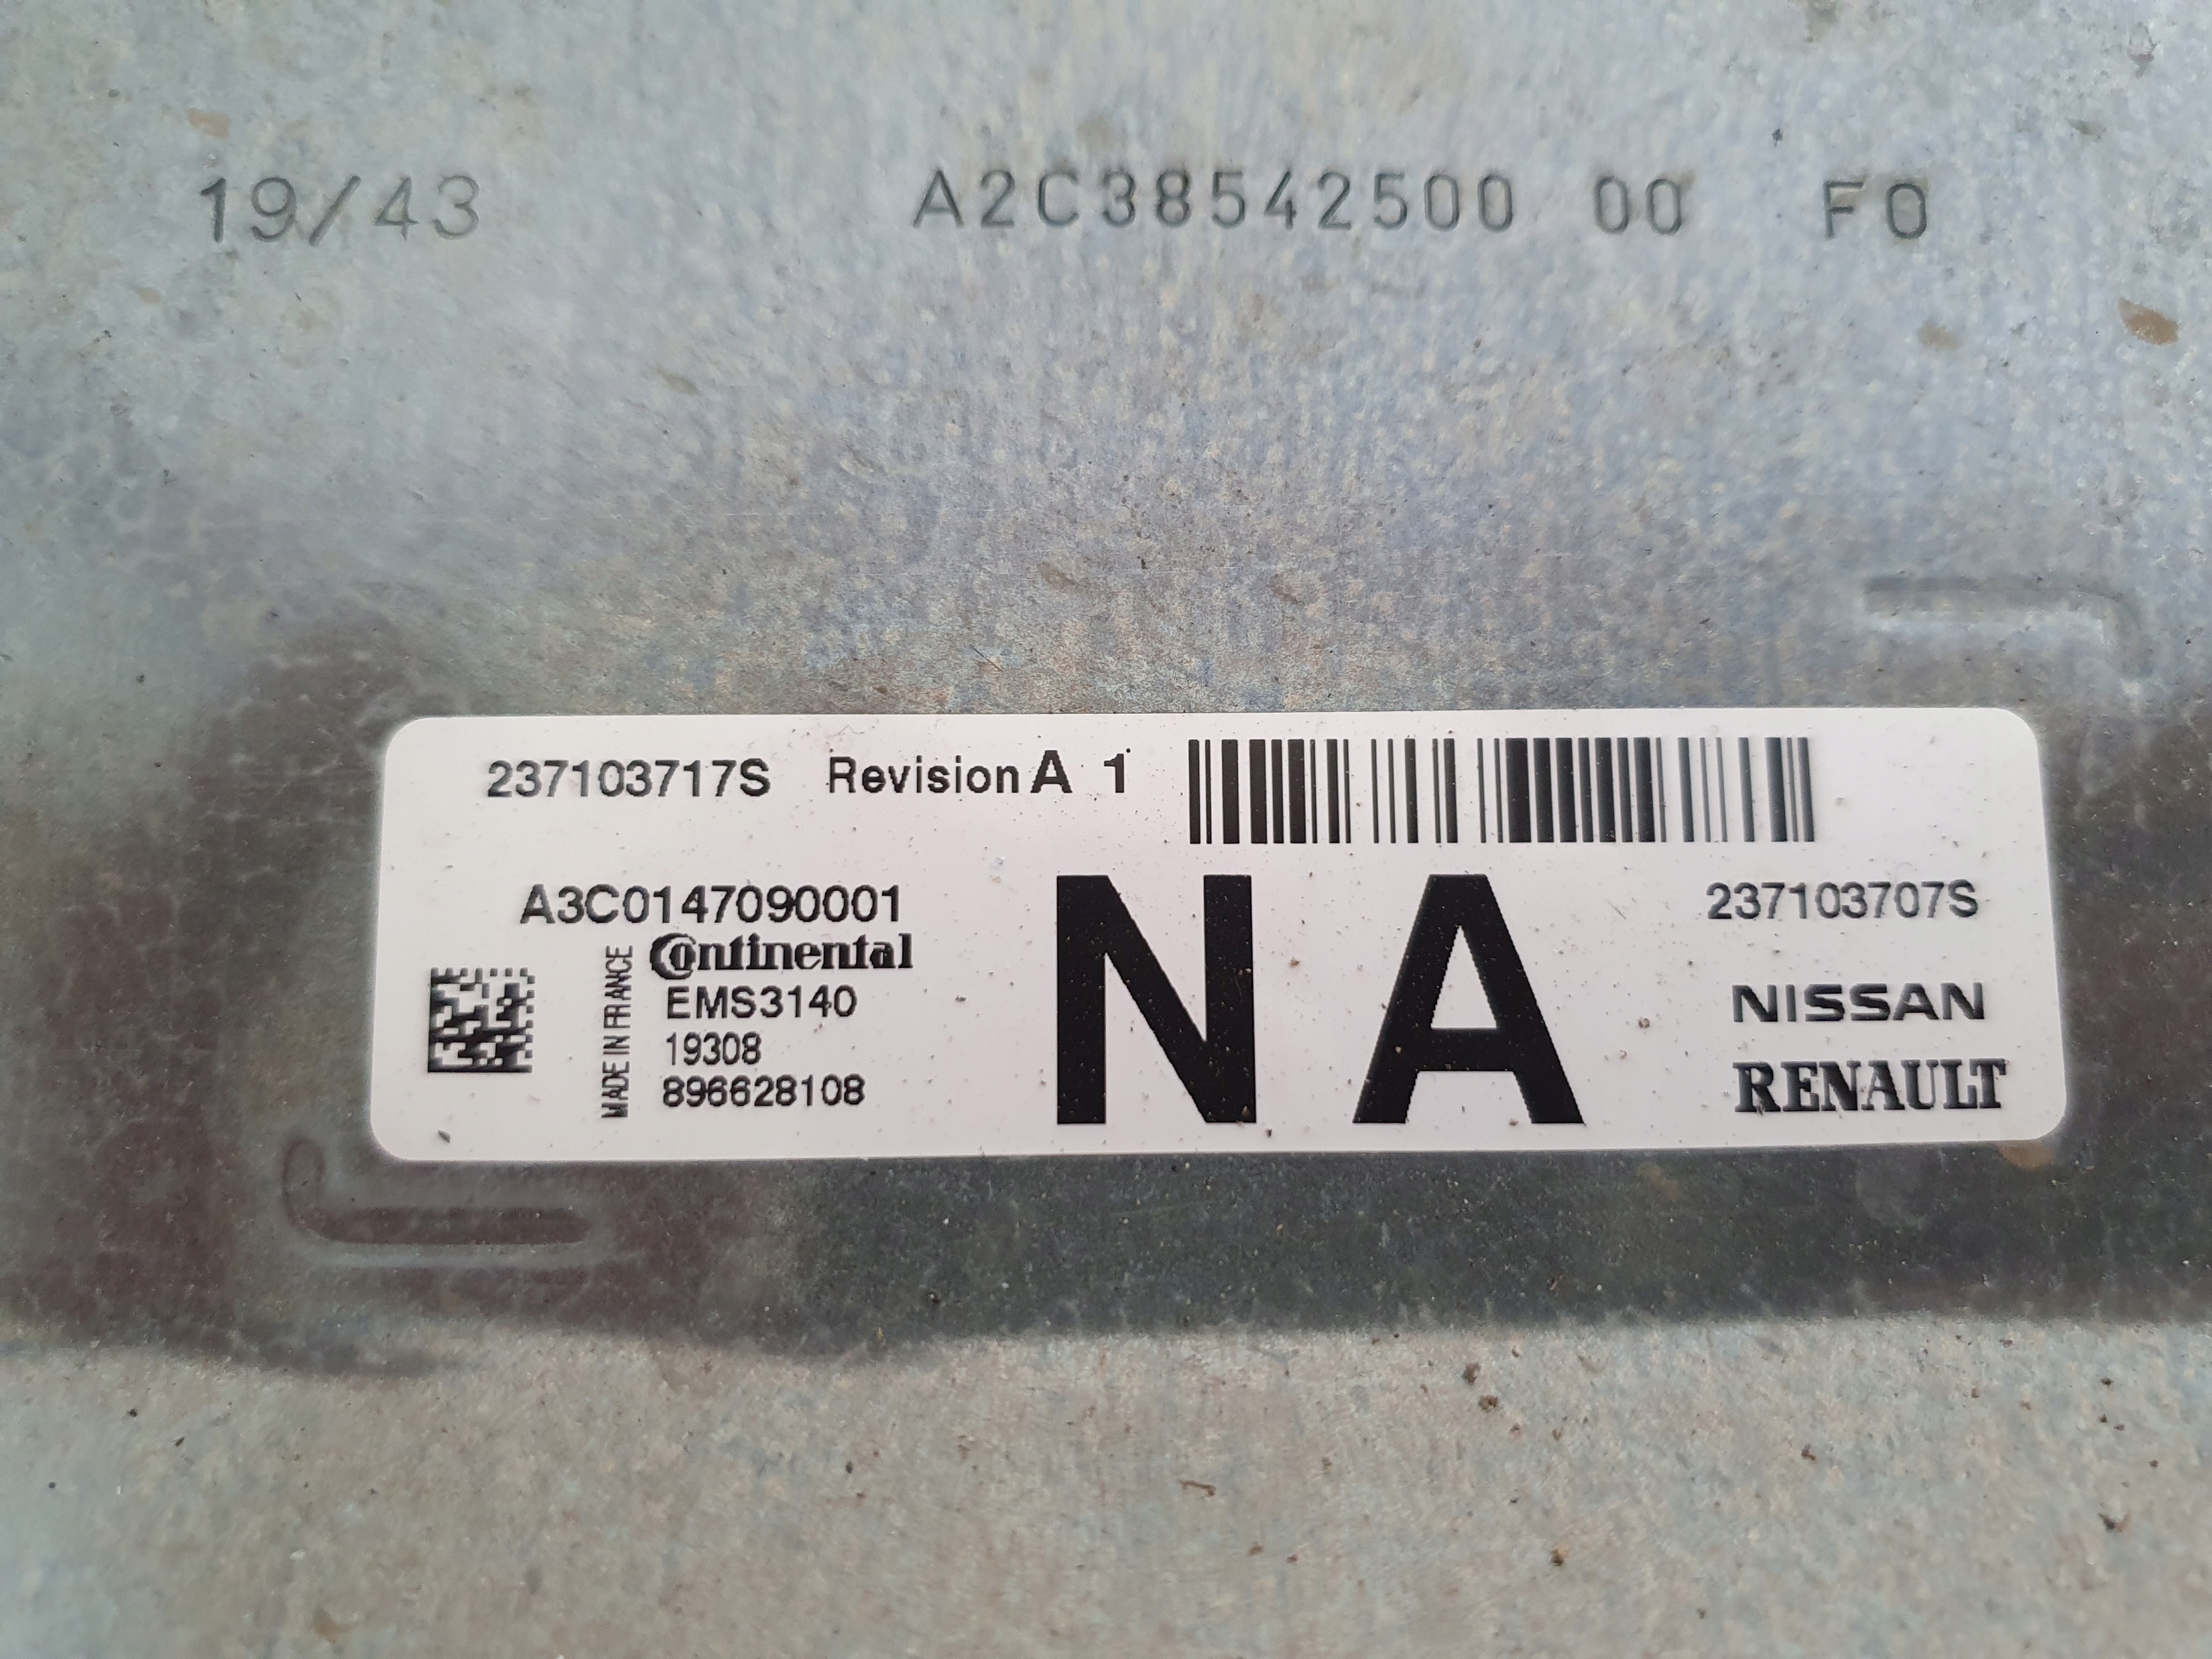 19/43 A2C38542500 00 F0
237103717S Revision A 1
A3C0147090001
Continental
MADE IN FRANCE
EMS3140
19308
896628108
NA
237103707S
NISSAN
RENAULT